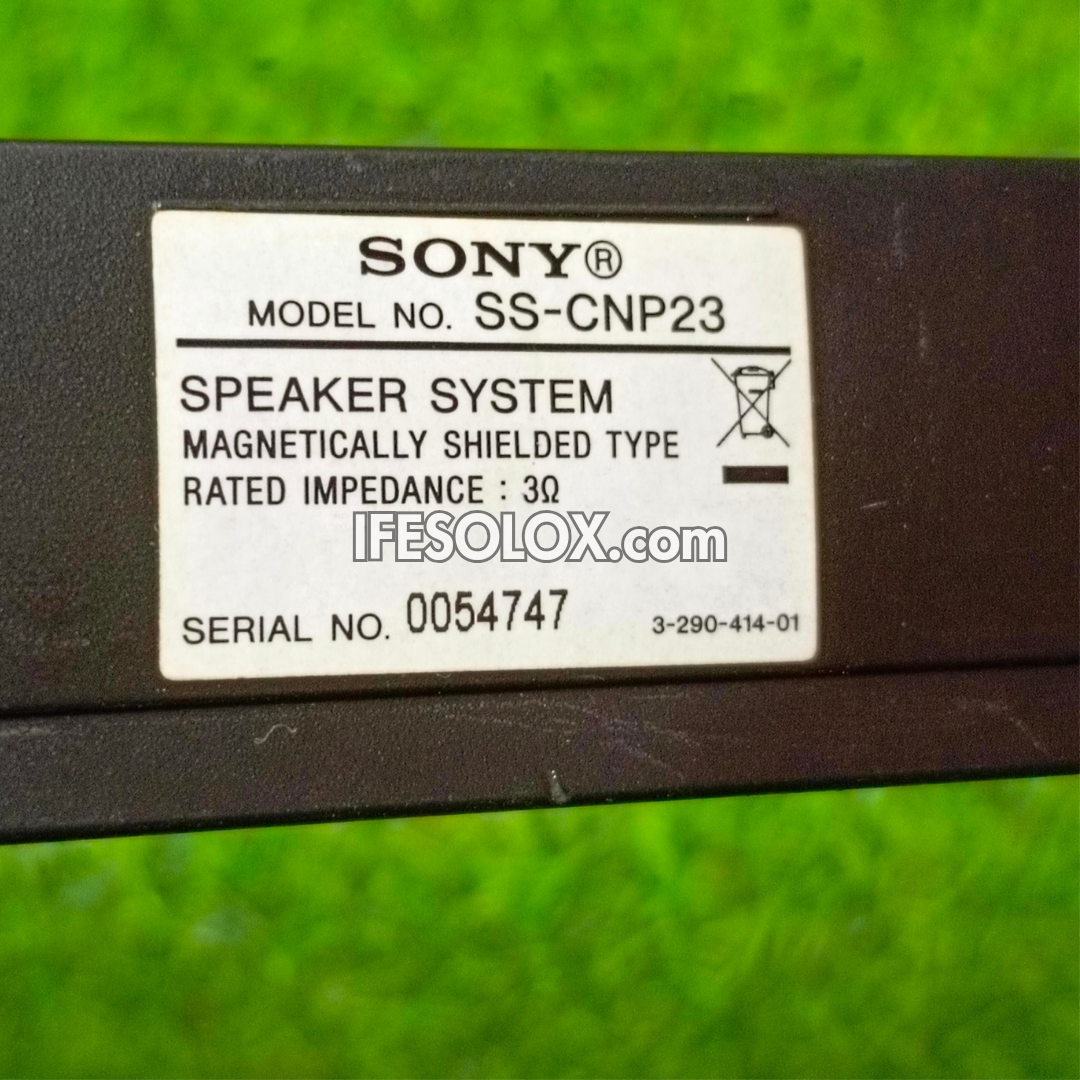 SONY®
MODEL NO. SS-CNP23
SPEAKER SYSTEM
MAGNETICALLY SHIELDED TYPE
RATED IMPEDANCE : 3Ω
IFESOLOX.com
SERIAL NO. 0054747
3-290-414-01